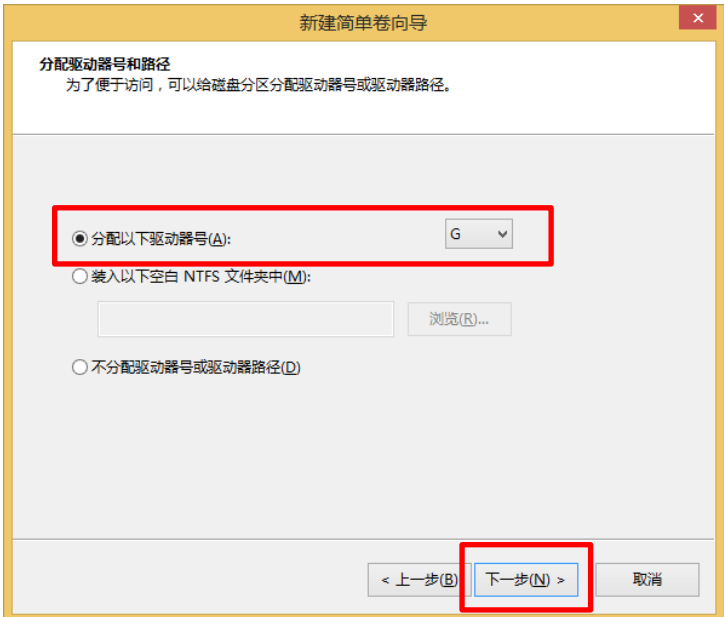 新建简单卷向导
分配驱动器号和路径
为了便于访问，可以给磁盘分区分配驱动器号或驱动器路径。
分配以下驱动器号(A): G
装入以下空白 NTFS 文件夹中(M):
浏览(R)...
不分配驱动器号或驱动器路径(D)
< 上一步(B) 下一步(N) > 取消